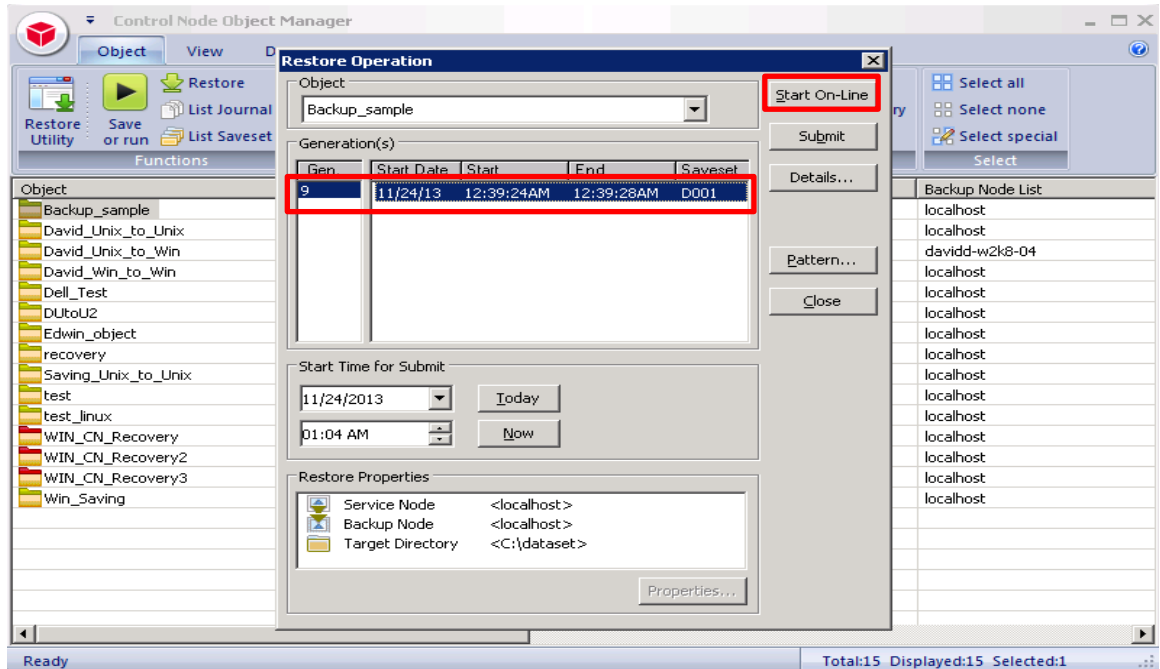 Control Node Object Manager
Object View D
Restore
List Journal
List Saveset
Restore Utility
Save or run
Functions
ry
Select all
Select none
Select special
Select
Restore Operation
Object
Backup_sample
Generation(s)
Gen. Start Date Start End Saveset
9 11/24/13 12:39:24AM 12:39:28AM D001
Start Time for Submit
11/24/2013 Today
01:04 AM Now
Restore Properties
Service Node <localhost>
Backup Node <localhost>
Target Directory <C:\dataset>
Properties...
Start On-Line
Submit
Details...
Pattern...
Close
Object Backup Node List
Backup_sample localhost
David_Unix_to_Unix localhost
David_Unix_to_Win davidd-w2k8-04
David_Win_to_Win localhost
Dell_Test localhost
DUtoU2 localhost
Edwin_object localhost
recovery localhost
Saving_Unix_to_Unix localhost
test localhost
test_linux localhost
WIN_CN_Recovery localhost
WIN_CN_Recovery2 localhost
WIN_CN_Recovery3 localhost
Win_Saving localhost
Ready Total:15 Displayed:15 Selected:1